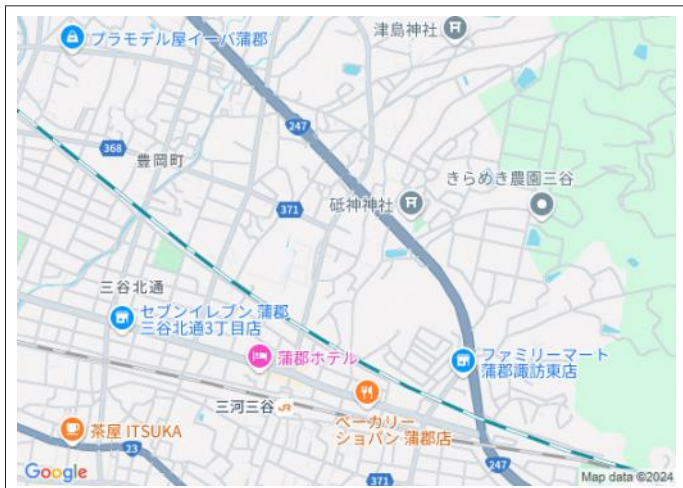 プラモデル屋イーバ蒲郡
津島神社
247
368
豊岡町
きらめき農園三谷
371
砥神神社
三谷北通
セブンイレブン 蒲郡
三谷北通3丁目店
蒲郡ホテル
ファミリーマート
蒲郡諏訪東店
三河三谷
JR
ベーカリー
ショパン 蒲郡店
茶屋 ITSUKA
23
247
371
Google
Map data ©2024